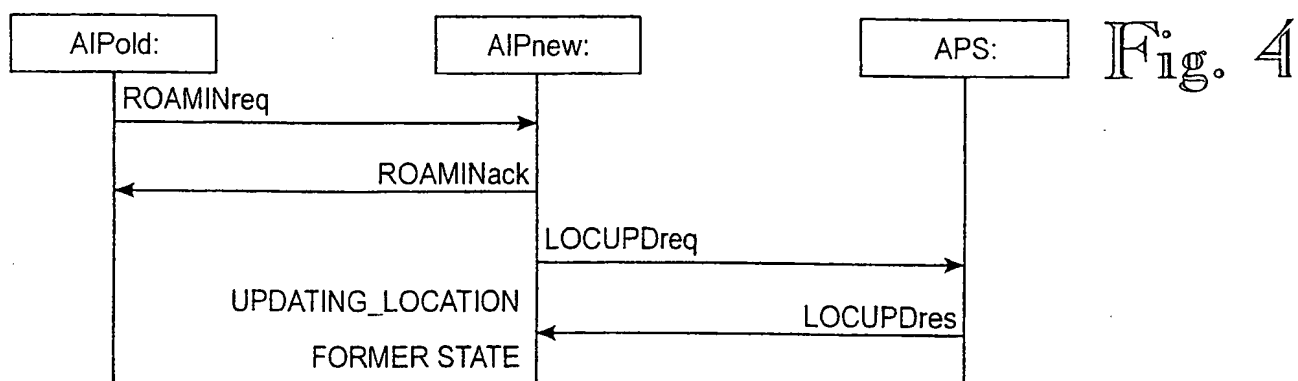 AIPold:
AIPnew:
APS:
Fig. 4
ROAMINreq
ROAMINack
LOCUPDreq
UPDATING_LOCATION
LOCUPDres
FORMER STATE